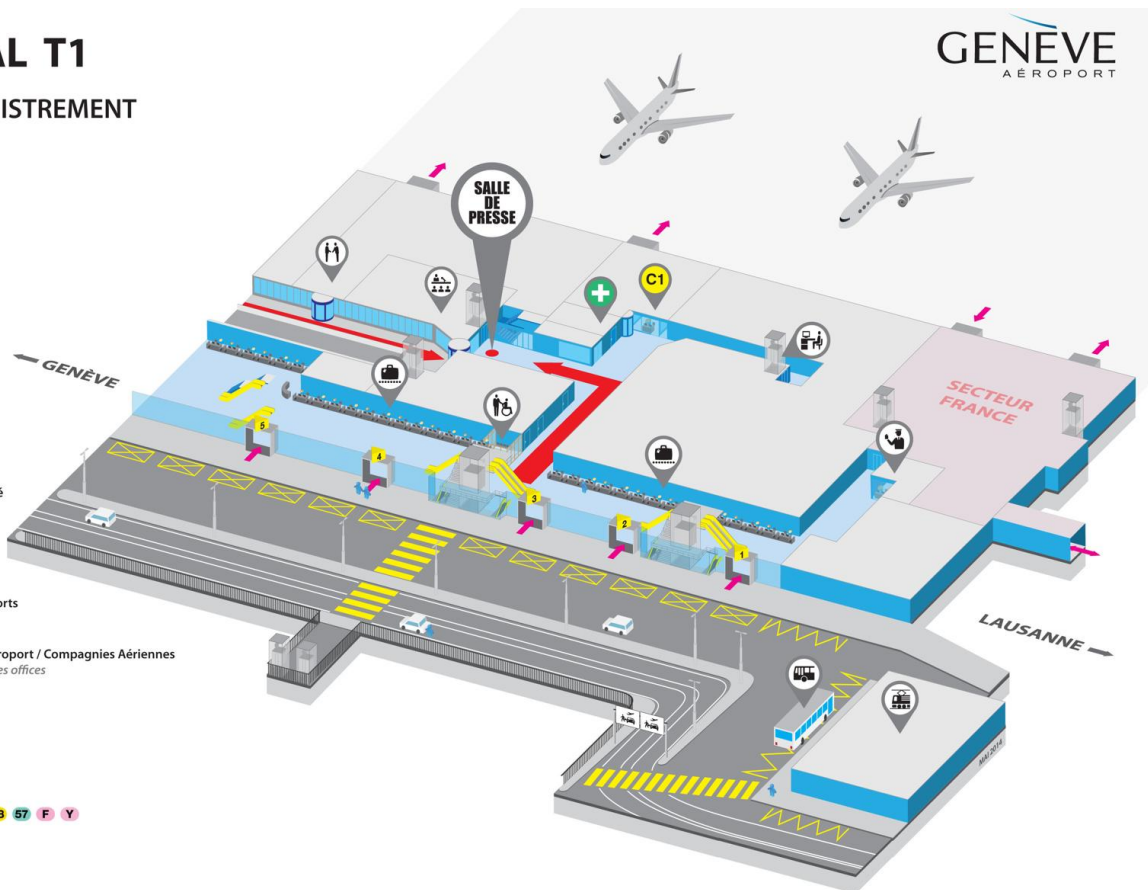 AL T1
ISTREMENT
GENÈVE
AÉROPORT
SALLE
DE
PRESSE
C1
GENÈVE
SECTEUR
FRANCE
5
4
3
2
1
é
orts
roport / Compagnies Aériennes
es offices
LAUSANNE
MAI 2014
57 F Y